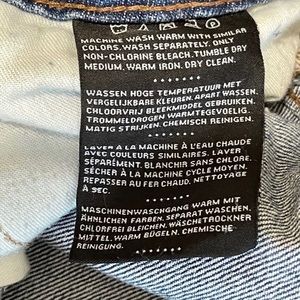 MACHINE WASH WARM WITH SIMILAR
COLORS. WASH SEPARATELY. ONLY
NON-CHLORINE BLEACH. TUMBLE DRY
MEDIUM. WARM IRON. DRY CLEAN.
WASSEN HOGE TEMPERATUUR MET
VERGELIJKBARE KLEUREN. APART WASSEN.
CHLOORVRIJ BLEEKMIDDEL GEBRUIKEN.
TROMMELDROGEN WARMTEGEVOELIG.
MATIG STRIJKEN. CHEMISCH REINIGEN.
LAVER A LA MACHINE À L'EAU CHAUDE
AVEC COULEURS SIMILAIRES. LAVER
SÉPARÉMENT. BLANCHIR SANS CHLORE.
SÉCHER À LA MACHINE CYCLE MOYEN.
REPASSER AU FER CHAUD. NETTOYAGE
À SEC.
MASCHINENWASCHGANG WARM MIT
ÄHNLICHEN FARBEN. SEPARAT WASCHEN.
CHLORFREI BLEICHEN. WÄSCHETROCKNER
MITTEL. WARM BÜGELN. CHEMISCHE
REINIGUNG.